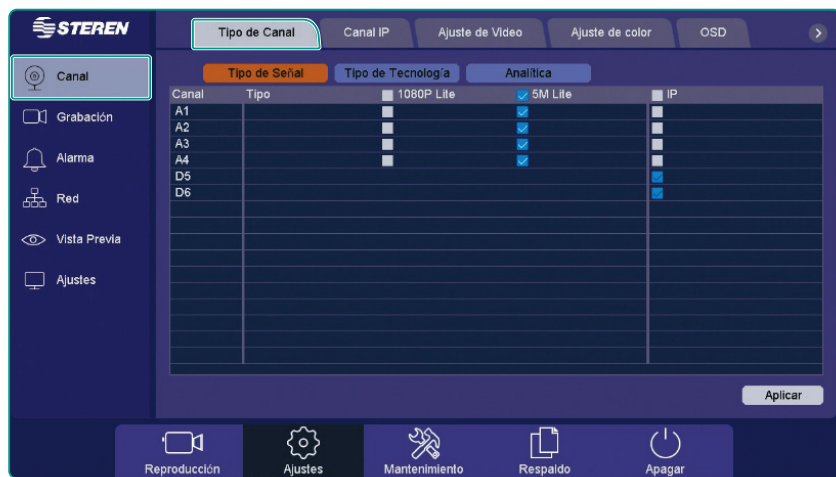 STEREN
Tipo de Canal
Canal IP
Ajuste de Video
Ajuste de color
OSD
Canal
Grabación
Alarma
Red
Vista Previa
Ajustes
Tipo de Señal
Tipo de Tecnología
Analítica
Canal Tipo 1080P Lite 5M Lite IP
A1
A2
A3
A4
D5
D6
Aplicar
Reproducción
Ajustes
Mantenimiento
Respaldo
Apagar